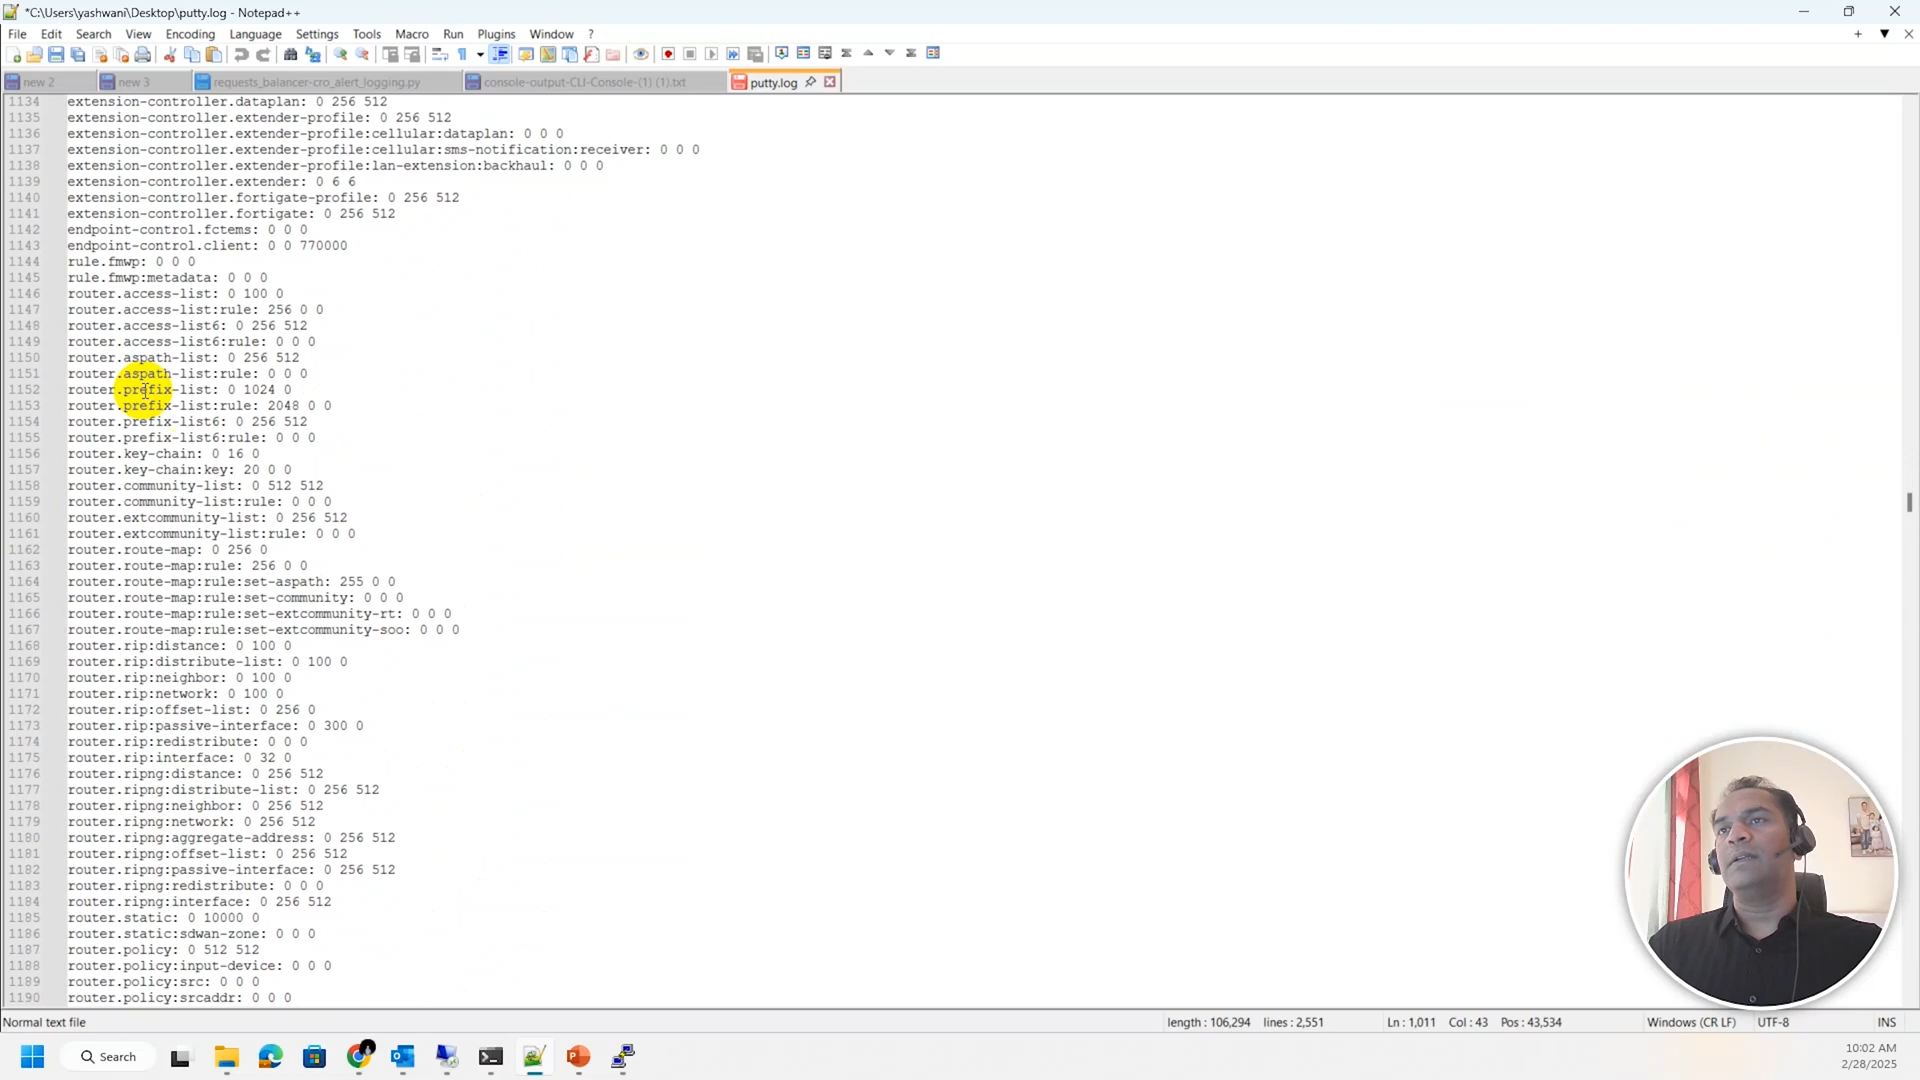 *C:\Users\yashwani\Desktop\putty.log - Notepad++
File Edit Search View Encoding Language Settings Tools Macro Run Plugins Window ?
new 2 new 3 requests_balancer-cro_alert_logging.py console-output-CLI-Console-(1) (1).txt putty.log
1134 extension-controller.dataplan: 0 256 512
1135 extension-controller.extender-profile: 0 256 512
1136 extension-controller.extender-profile:cellular:dataplan: 0 0 0
1137 extension-controller.extender-profile:cellular:sms-notification:receiver: 0 0 0
1138 extension-controller.extender-profile:lan-extension:backhaul: 0 0 0
1139 extension-controller.extender: 0 6 6
1140 extension-controller.fortigate-profile: 0 256 512
1141 extension-controller.fortigate: 0 256 512
1142 endpoint-control.fctems: 0 0 0
1143 endpoint-control.client: 0 0 770000
1144 rule.fmwp: 0 0 0
1145 rule.fmwp:metadata: 0 0 0
1146 router.access-list: 0 100 0
1147 router.access-list:rule: 256 0 0
1148 router.access-list6: 0 256 512
1149 router.access-list6:rule: 0 0 0
1150 router.aspath-list: 0 256 512
1151 router.aspath-list:rule: 0 0 0
1152 router.prefix-list: 0 1024 0
1153 router.prefix-list:rule: 2048 0 0
1154 router.prefix-list6: 0 256 512
1155 router.prefix-list6:rule: 0 0 0
1156 router.key-chain: 0 16 0
1157 router.key-chain:key: 20 0 0
1158 router.community-list: 0 512 512
1159 router.community-list:rule: 0 0 0
1160 router.extcommunity-list: 0 256 512
1161 router.extcommunity-list:rule: 0 0 0
1162 router.route-map: 0 256 0
1163 router.route-map:rule: 256 0 0
1164 router.route-map:rule:set-aspath: 255 0 0
1165 router.route-map:rule:set-community: 0 0 0
1166 router.route-map:rule:set-extcommunity-rt: 0 0 0
1167 router.route-map:rule:set-extcommunity-soo: 0 0 0
1168 router.rip:distance: 0 100 0
1169 router.rip:distribute-list: 0 100 0
1170 router.rip:neighbor: 0 100 0
1171 router.rip:network: 0 100 0
1172 router.rip:offset-list: 0 256 0
1173 router.rip:passive-interface: 0 300 0
1174 router.rip:redistribute: 0 0 0
1175 router.rip:interface: 0 32 0
1176 router.ripng:distance: 0 256 512
1177 router.ripng:distribute-list: 0 256 512
1178 router.ripng:neighbor: 0 256 512
1179 router.ripng:network: 0 256 512
1180 router.ripng:aggregate-address: 0 256 512
1181 router.ripng:offset-list: 0 256 512
1182 router.ripng:passive-interface: 0 256 512
1183 router.ripng:redistribute: 0 0 0
1184 router.ripng:interface: 0 256 512
1185 router.static: 0 10000 0
1186 router.static:sdwan-zone: 0 0 0
1187 router.policy: 0 512 512
1188 router.policy:input-device: 0 0 0
1189 router.policy:src: 0 0 0
1190 router.policy:srcaddr: 0 0 0
Normal text file length : 106,294 lines : 2,551 Ln : 1,011 Col : 43 Pos : 43,534 Windows (CR LF) UTF-8 INS
Search
10:02 AM
2/28/2025